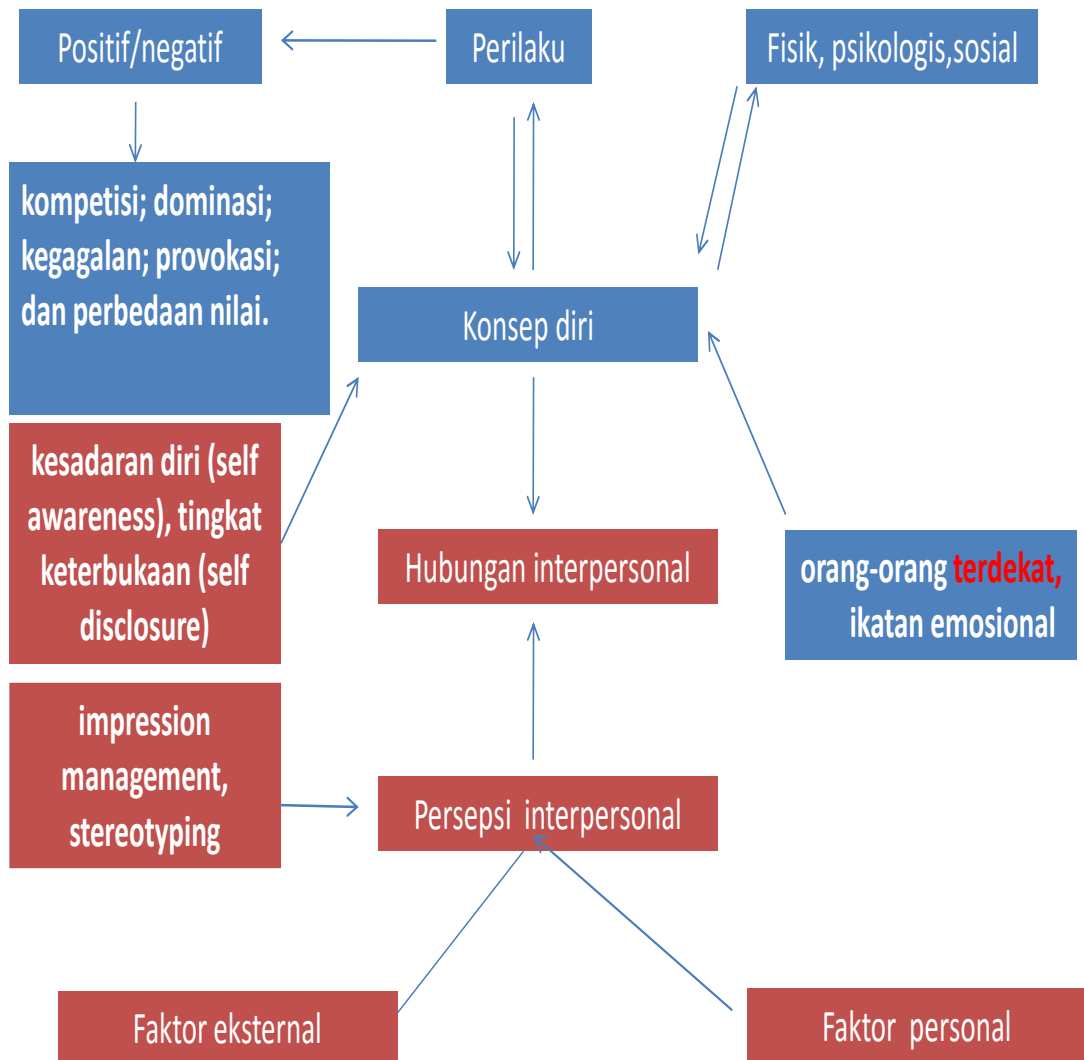 Positif/negatif
Perilaku
Fisik, psikologis,sosial
kompetisi; dominasi;
kegagalan; provokasi;
dan perbedaan nilai.
Konsep diri
kesadaran diri (self
awareness), tingkat
keterbukaan (self
disclosure)
Hubungan interpersonal
orang-orang terdekat,
ikatan emosional
impression
management,
stereotyping
Persepsi interpersonal
Faktor eksternal
Faktor personal